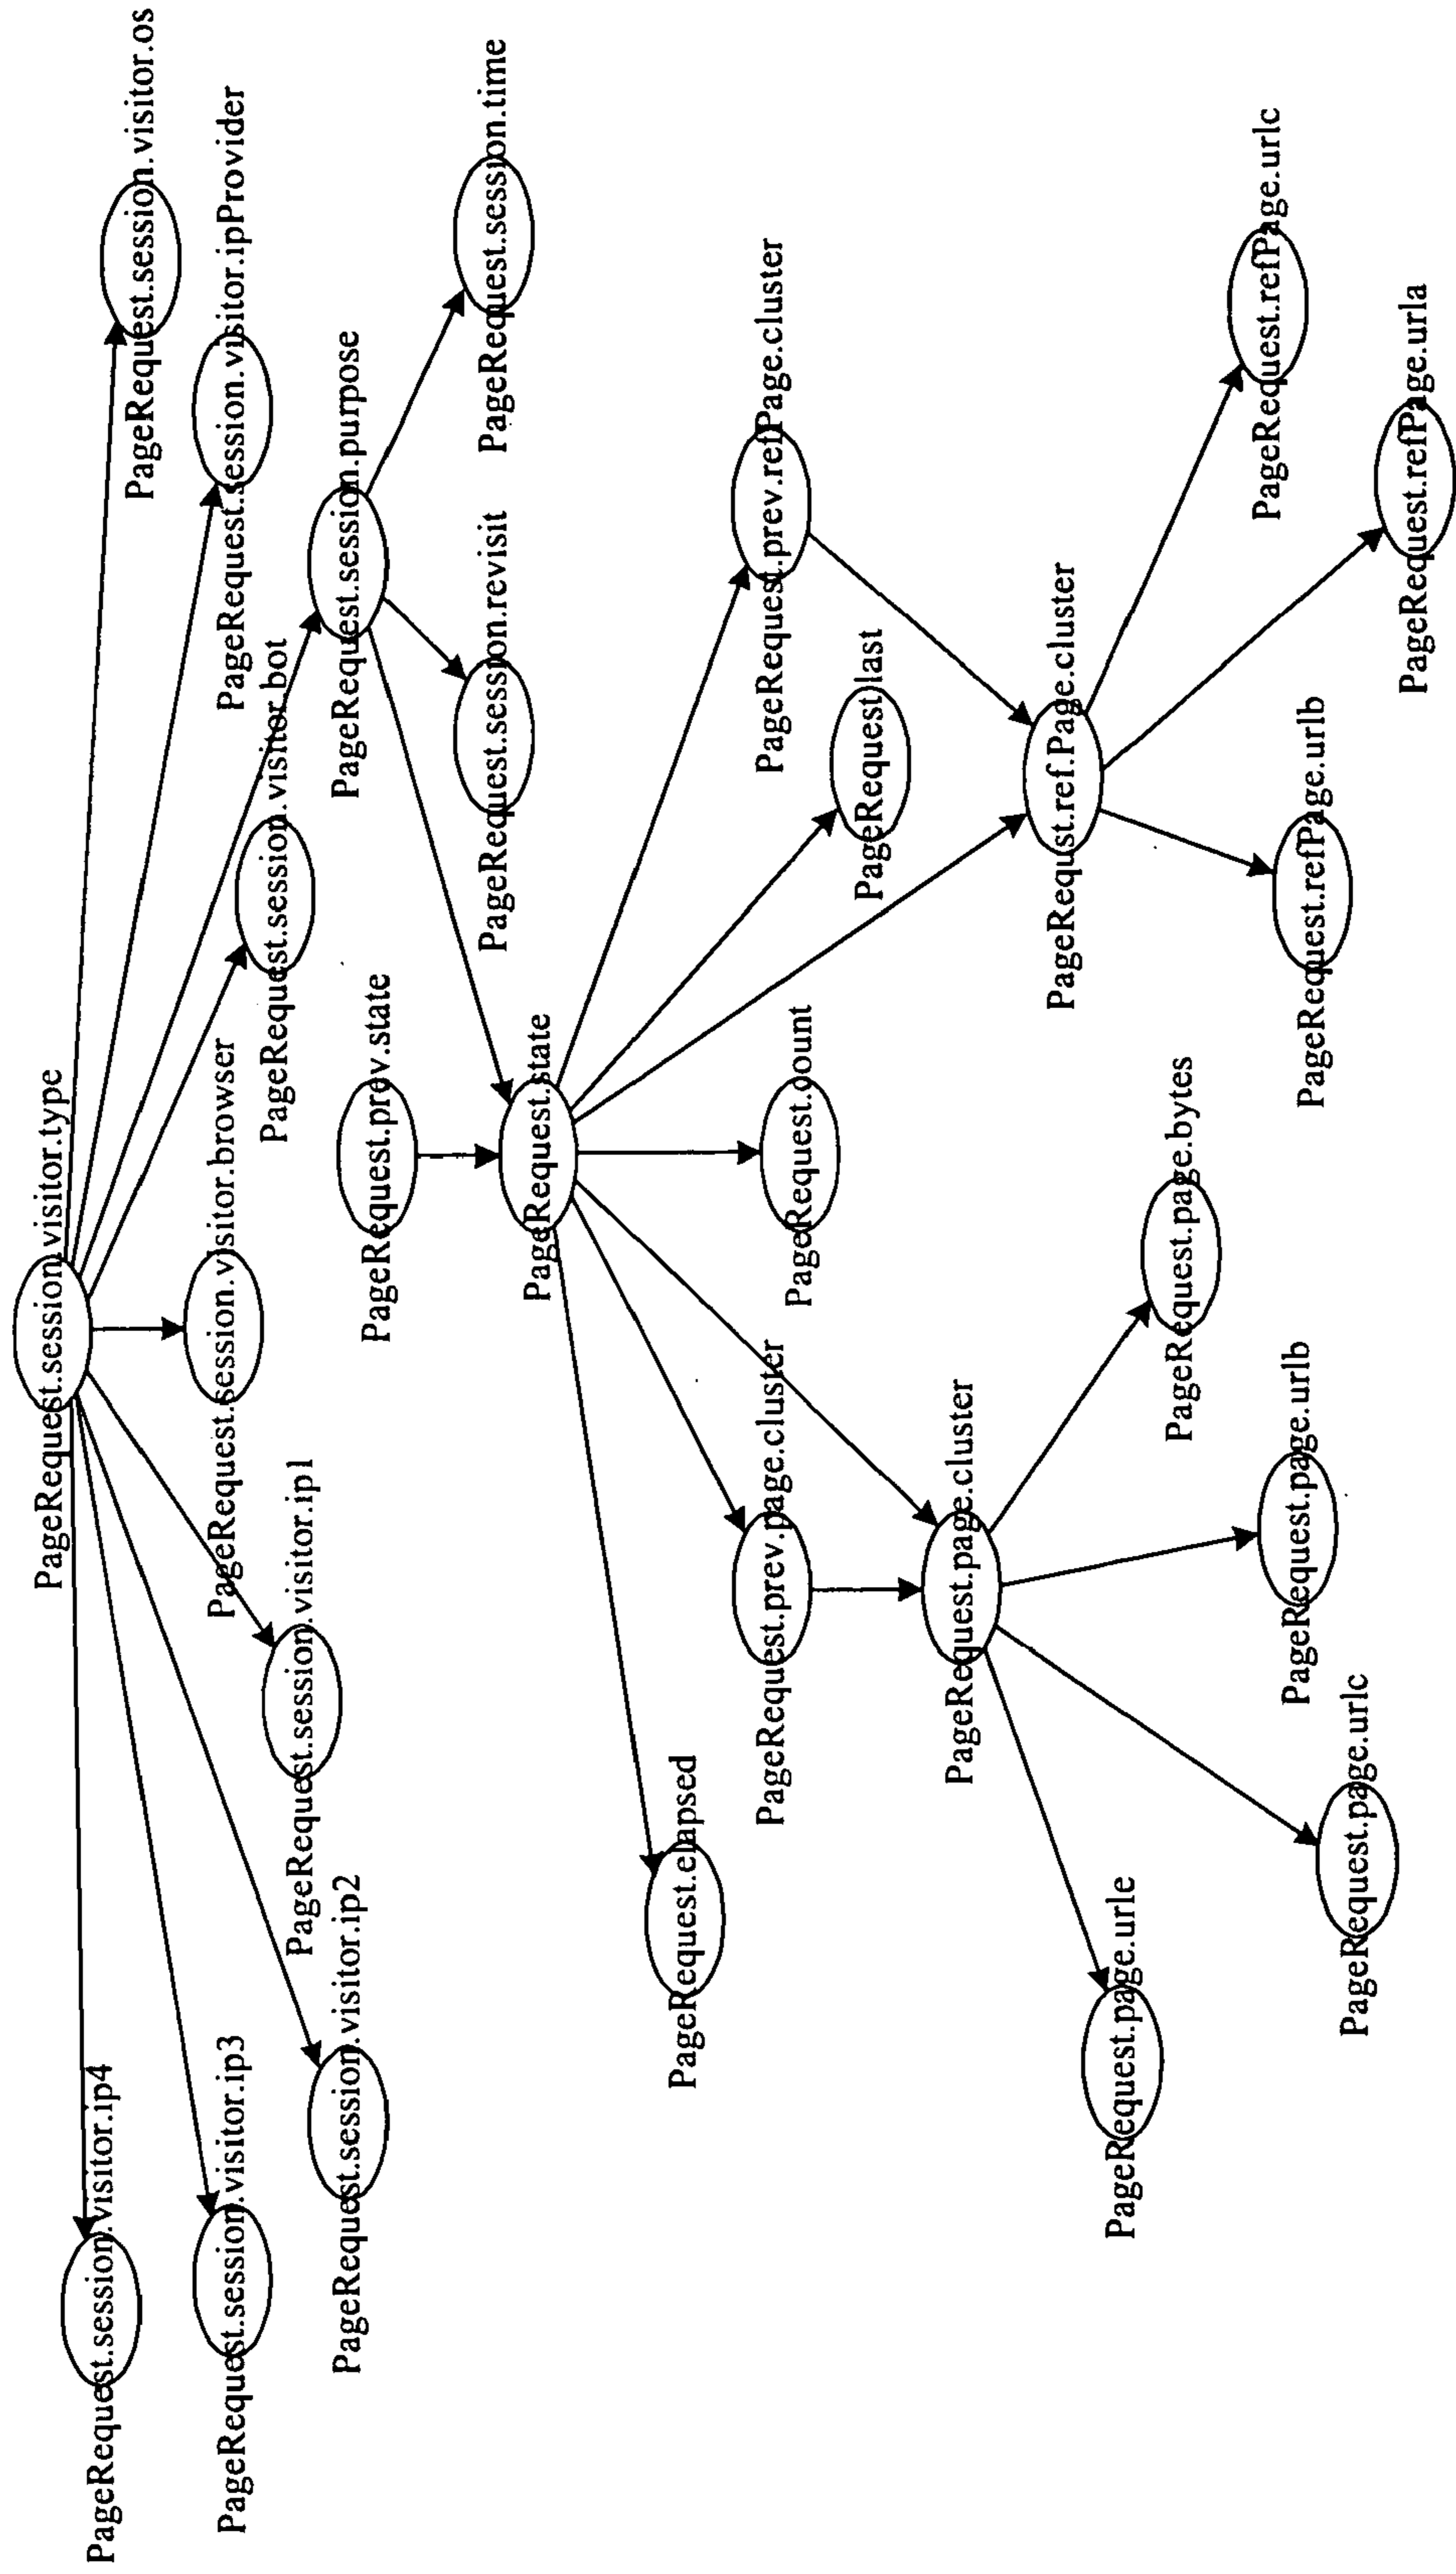 PageRequest.session.visitor.type
PageRequest.session.visitor.ip4
PageRequest.session.visitor.os
PageRequest.session.visitor.ip3
PageRequest.session.visitor.browser
PageRequest.session.visitor.ipProvider
PageRequest.session.visitor.bot
PageRequest.session.visitor.ip1
PageRequest.session.visitor.ip2
PageRequest.session.purpose
PageRequest.prev.state
PageRequest.session.revisit
PageRequest.session.time
PageRequest.state
PageRequest.elapsed
PageRequest.prev.page.cluster
PageRequest.count
PageRequest.prev.refPage.cluster
PageRequest.last
PageRequest.page.cluster
PageRequst.ref.Page.cluster
PageRequest.page.urle
PageRequest.page.bytes
PageRequest.refPage.urlc
PageRequest.page.urlb
PageRequest.refPage.urlb
PageRequest.page.urlc
PageRequest.refPage.urla